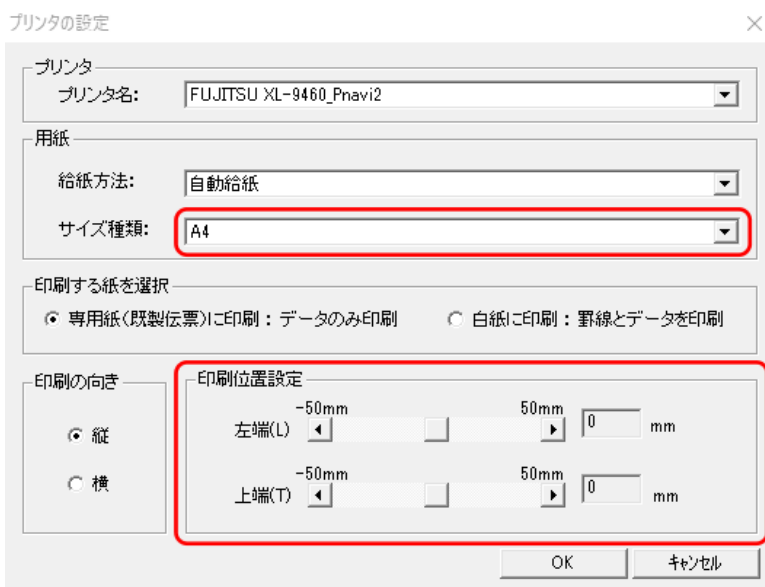 プリンタの設定
プリンタ
プリンタ名: FUJITSU XL-9460_Pnavi2
用紙
給紙方法: 自動給紙
サイズ種類: A4
印刷する紙を選択
専用紙(既製伝票)に印刷：データのみ印刷 白紙に印刷：罫線とデータを印刷
印刷の向き
縦
横
印刷位置設定
-50mm 50mm
左端(L) 0 mm
-50mm 50mm
上端(T) 0 mm
OK キャンセル